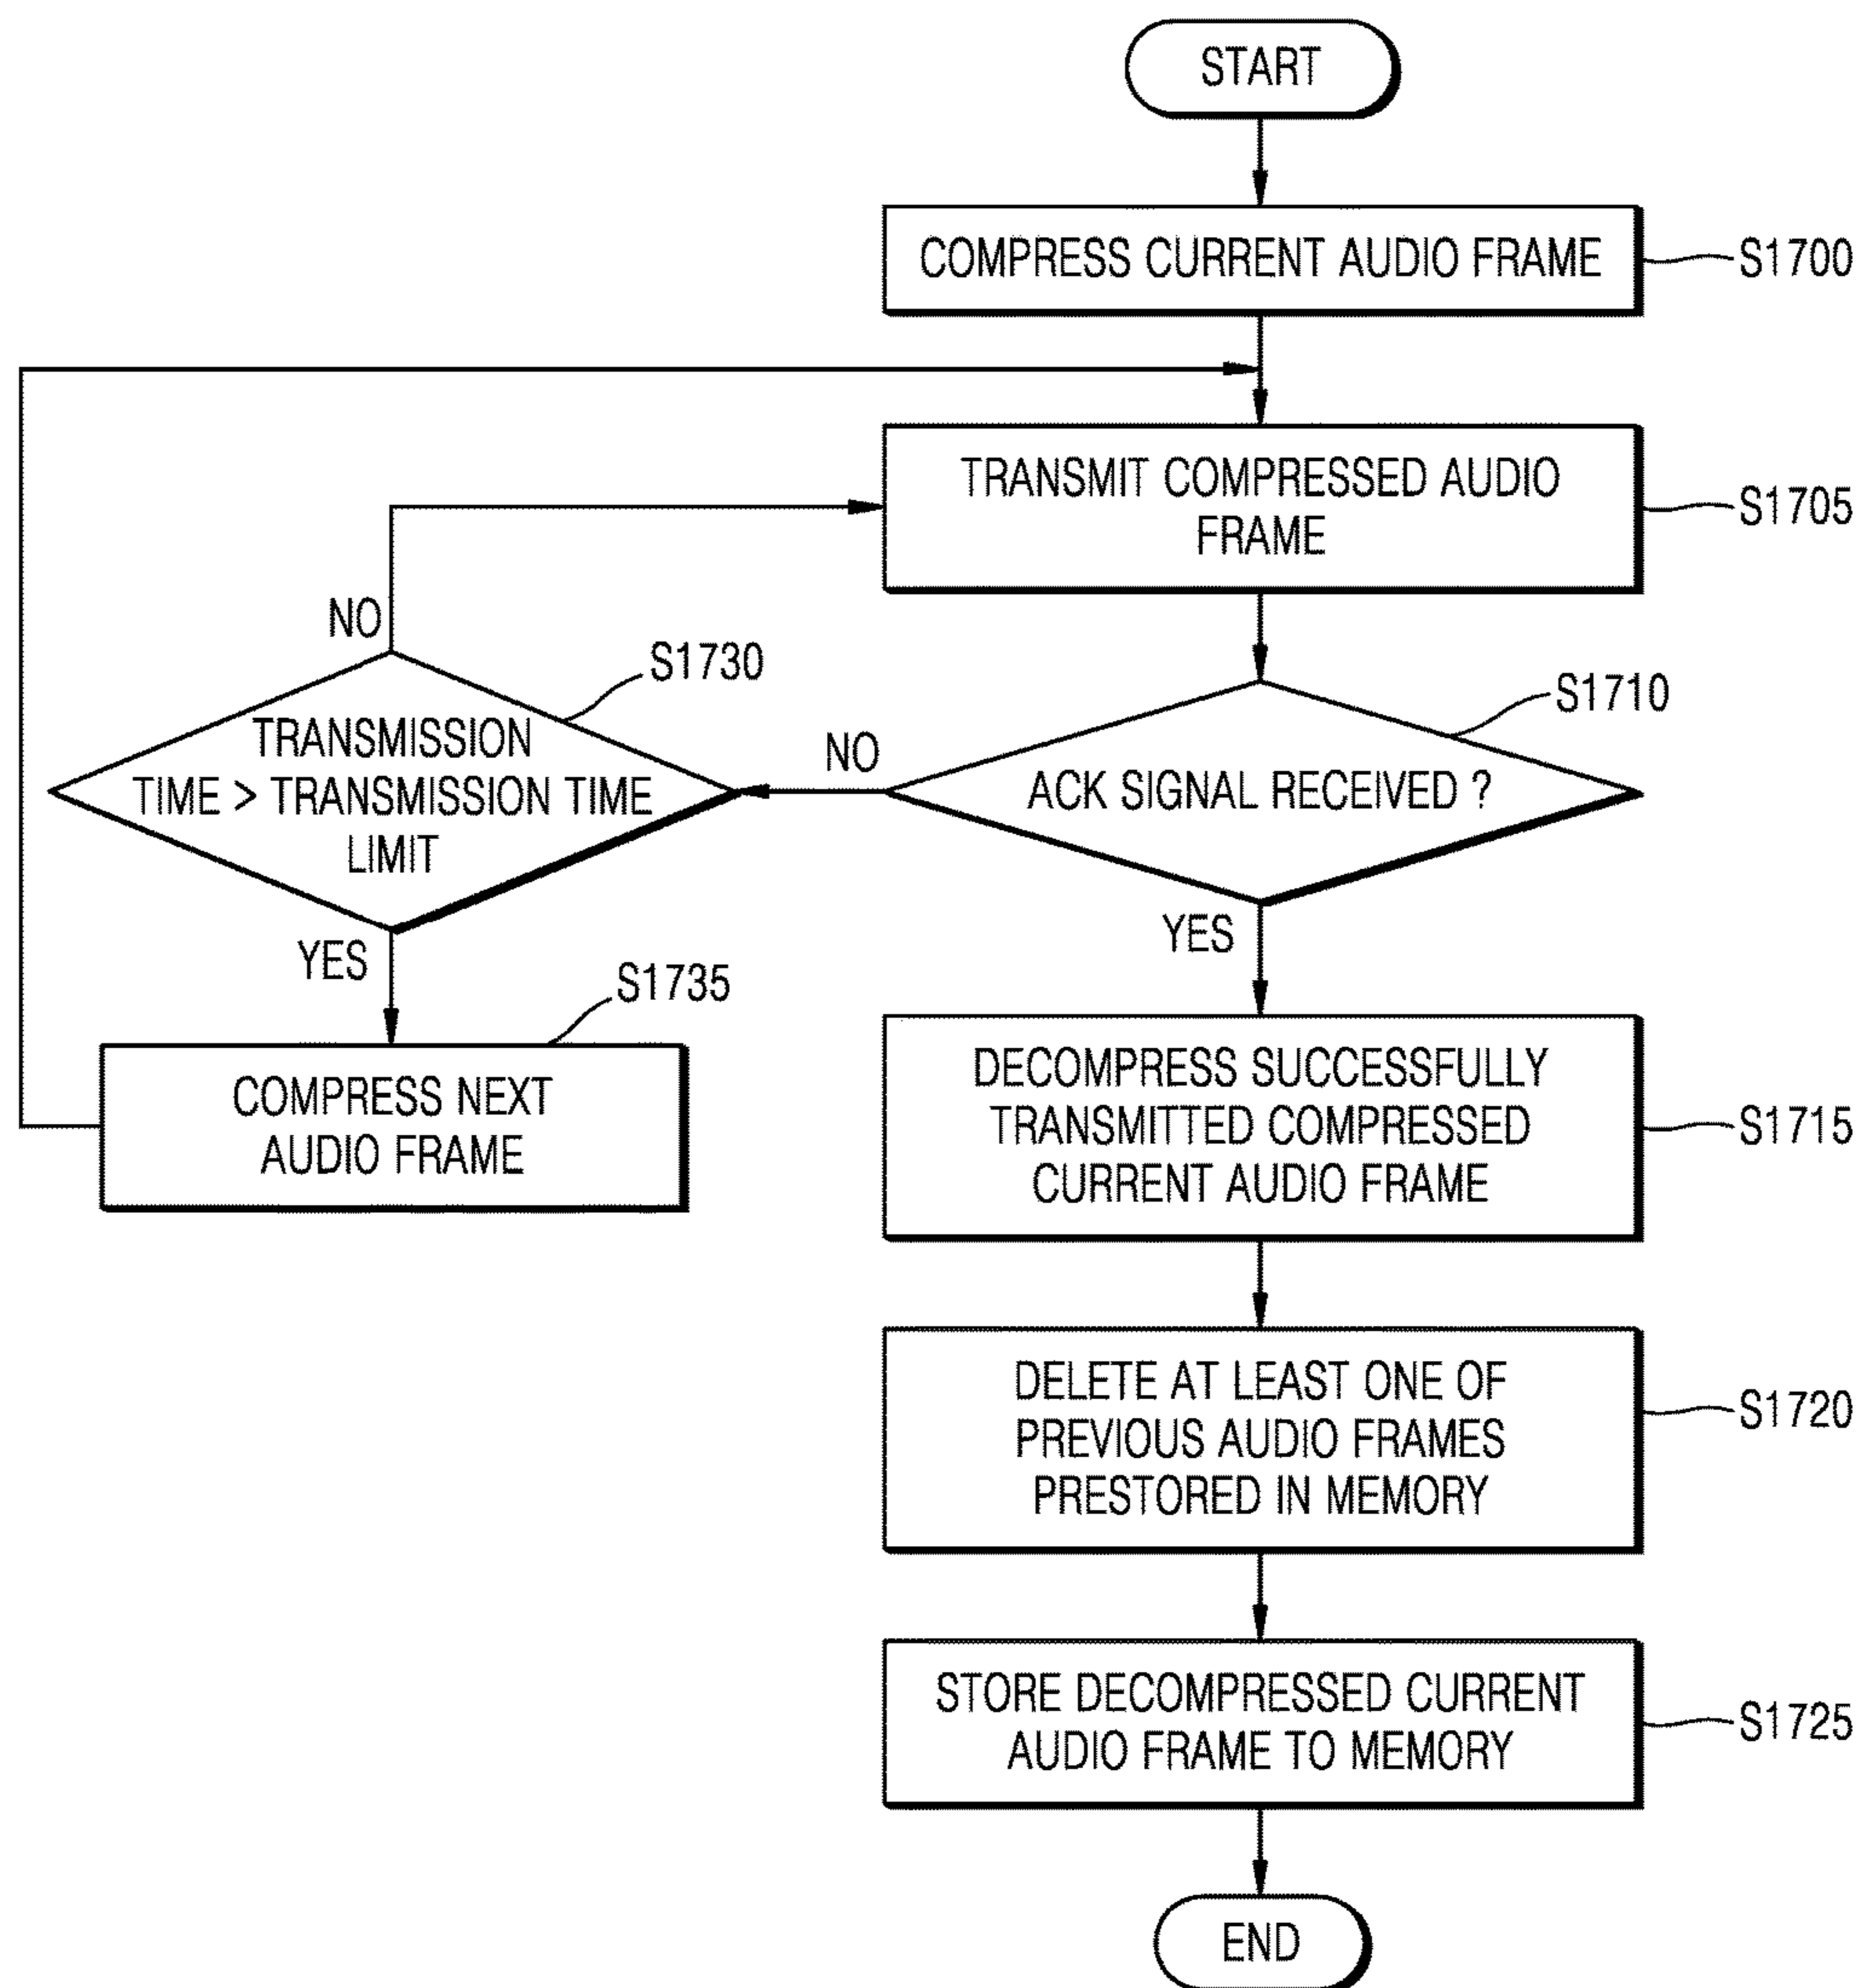 START
COMPRESS CURRENT AUDIO FRAME
S1700
TRANSMIT COMPRESSED AUDIO
FRAME
S1705
NO
S1730
TRANSMISSION
TIME > TRANSMISSION TIME
LIMIT
NO
S1710
ACK SIGNAL RECEIVED ?
YES
YES
S1735
COMPRESS NEXT
AUDIO FRAME
DECOMPRESS SUCCESSFULLY
TRANSMITTED COMPRESSED
CURRENT AUDIO FRAME
S1715
DELETE AT LEAST ONE OF
PREVIOUS AUDIO FRAMES
PRESTORED IN MEMORY
S1720
STORE DECOMPRESSED CURRENT
AUDIO FRAME TO MEMORY
S1725
END